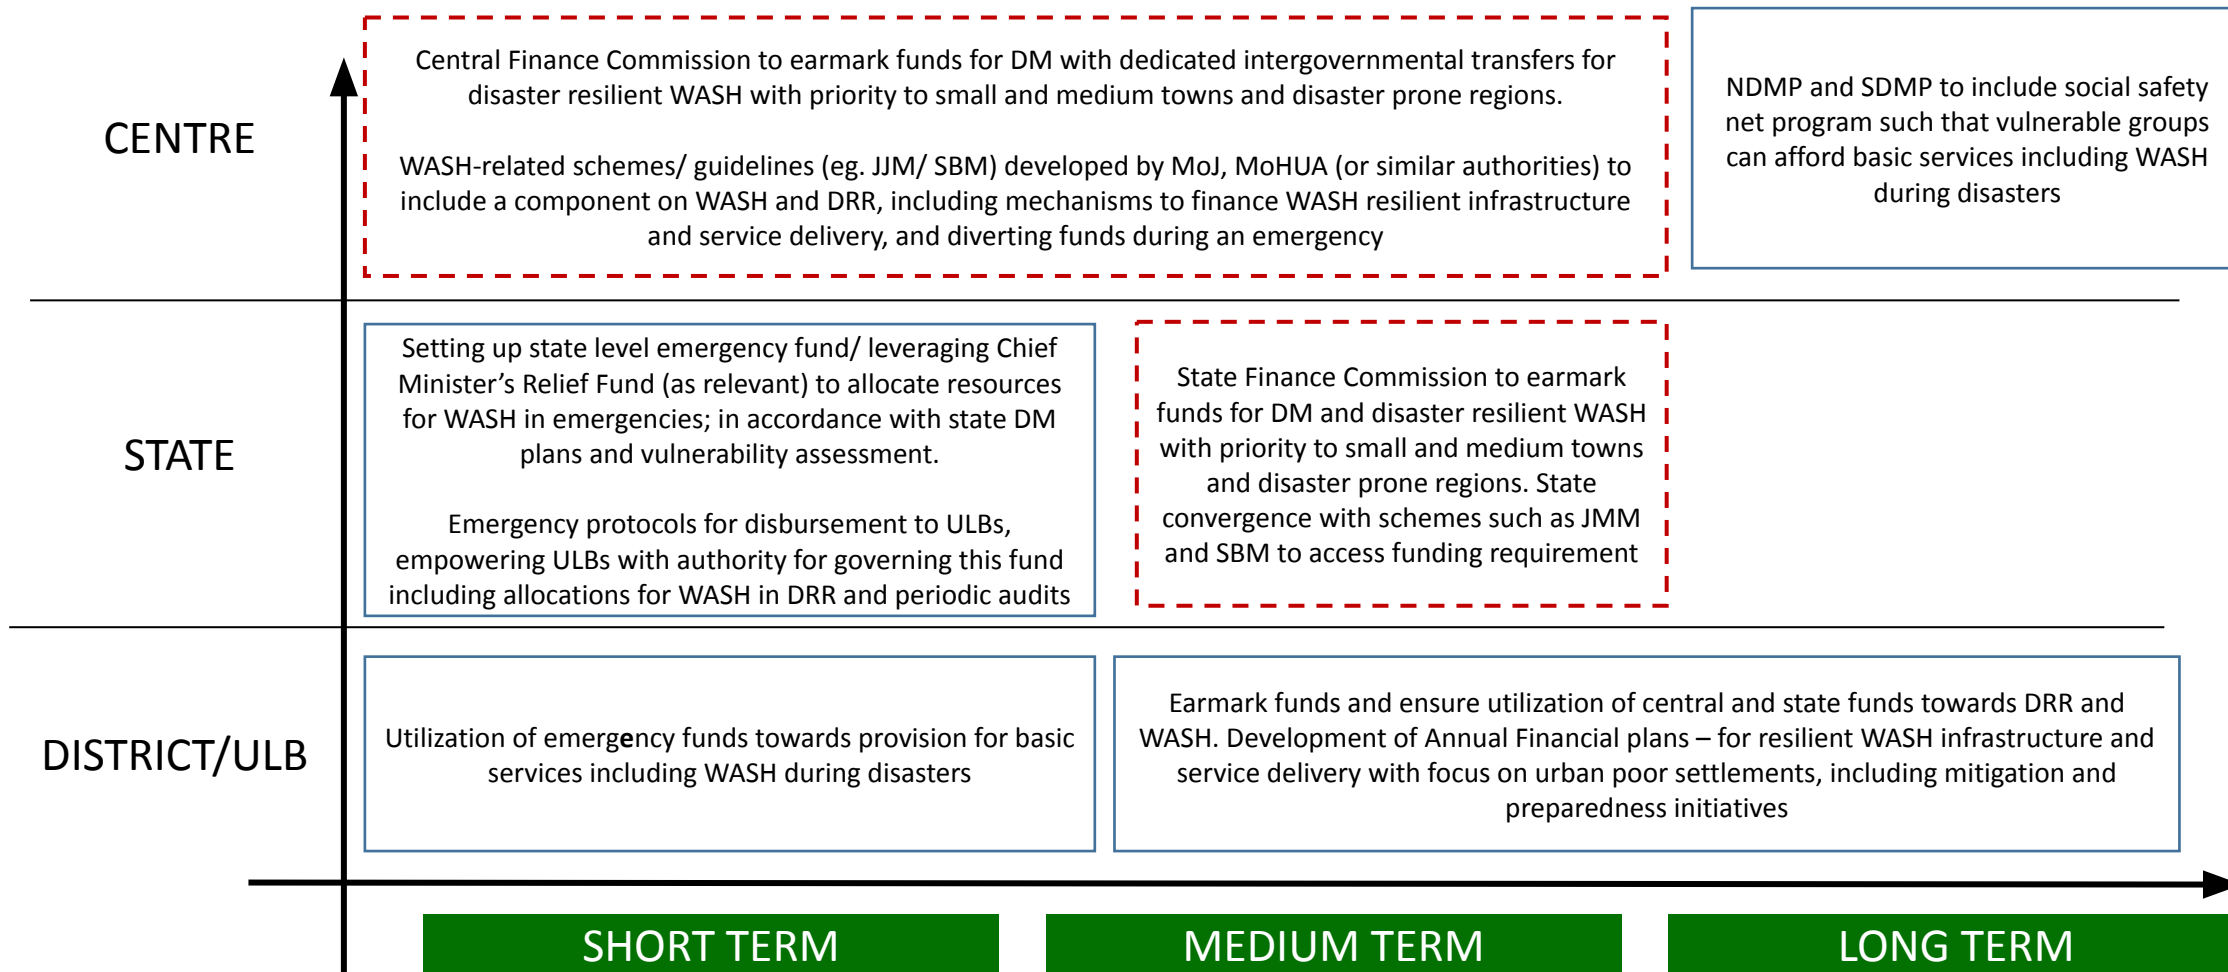 CENTRE
Central Finance Commission to earmark funds for DM with dedicated intergovernmental transfers for
disaster resilient WASH with priority to small and medium towns and disaster prone regions.
WASH-related schemes/ guidelines (eg. JJM/ SBM) developed by MoJ, MoHUA (or similar authorities) to
include a component on WASH and DRR, including mechanisms to finance WASH resilient infrastructure
and service delivery, and diverting funds during an emergency
NDMP and SDMP to include social safety
net program such that vulnerable groups
can afford basic services including WASH
during disasters
STATE
Setting up state level emergency fund/ leveraging Chief
Minister’s Relief Fund (as relevant) to allocate resources
for WASH in emergencies; in accordance with state DM
plans and vulnerability assessment.
Emergency protocols for disbursement to ULBs,
empowering ULBs with authority for governing this fund
including allocations for WASH in DRR and periodic audits
State Finance Commission to earmark
funds for DM and disaster resilient WASH
with priority to small and medium towns
and disaster prone regions. State
convergence with schemes such as JMM
and SBM to access funding requirement
DISTRICT/ULB
Utilization of emergency funds towards provision for basic
services including WASH during disasters
Earmark funds and ensure utilization of central and state funds towards DRR and
WASH. Development of Annual Financial plans – for resilient WASH infrastructure and
service delivery with focus on urban poor settlements, including mitigation and
preparedness initiatives
SHORT TERM
MEDIUM TERM
LONG TERM